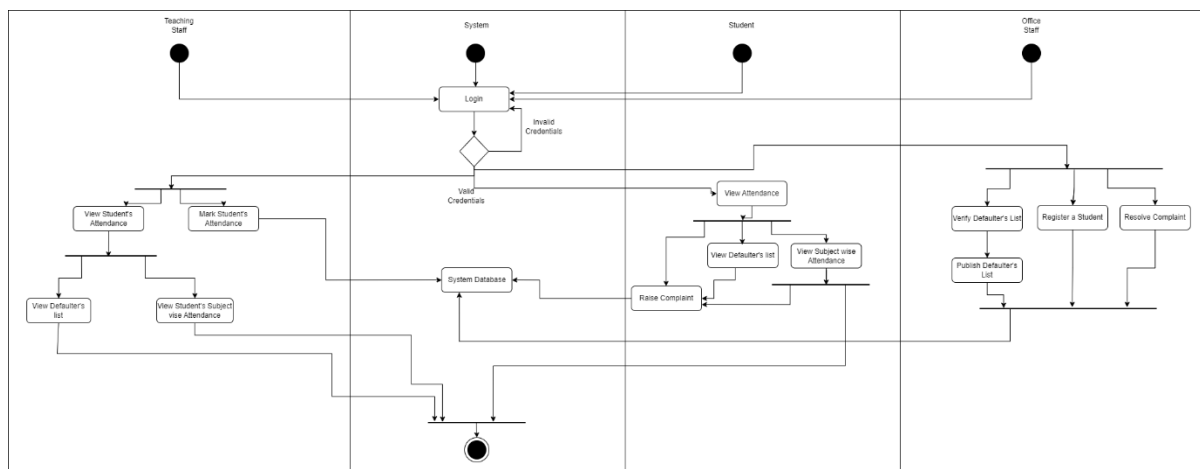 Teaching
Staff
System
Student
Office
Staff
Login
Invalid
Credentials
Valid
Credentials
View Student's
Attendance
Mark Student's
Attendance
View Attendance
Verify Defaulter's List
Register a Student
Resolve Complaint
View Defaulter's list
View Subject wise
Attendance
Publish Defaulter's
List
System Database
Raise Complaint
View Defaulter's
list
View Student's Subject
vise Attendance